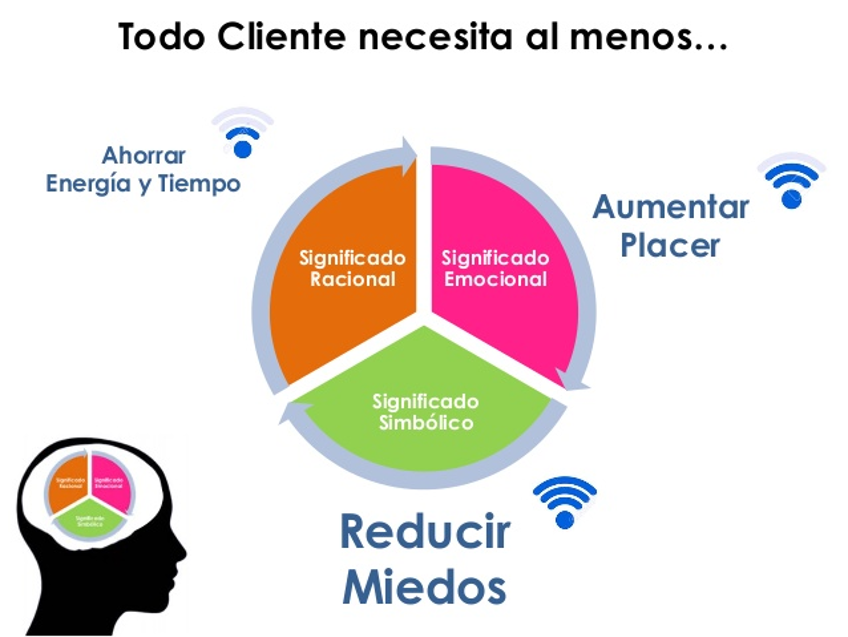 Todo Cliente necesita al menos...
Ahorrar
Energía y Tiempo
Aumentar
Placer
Significado
Racional
Significado
Emocional
Significado
Simbólico
Reducir
Miedos
Significado
Racional
Significado
Emocional
Significado
Simbólico